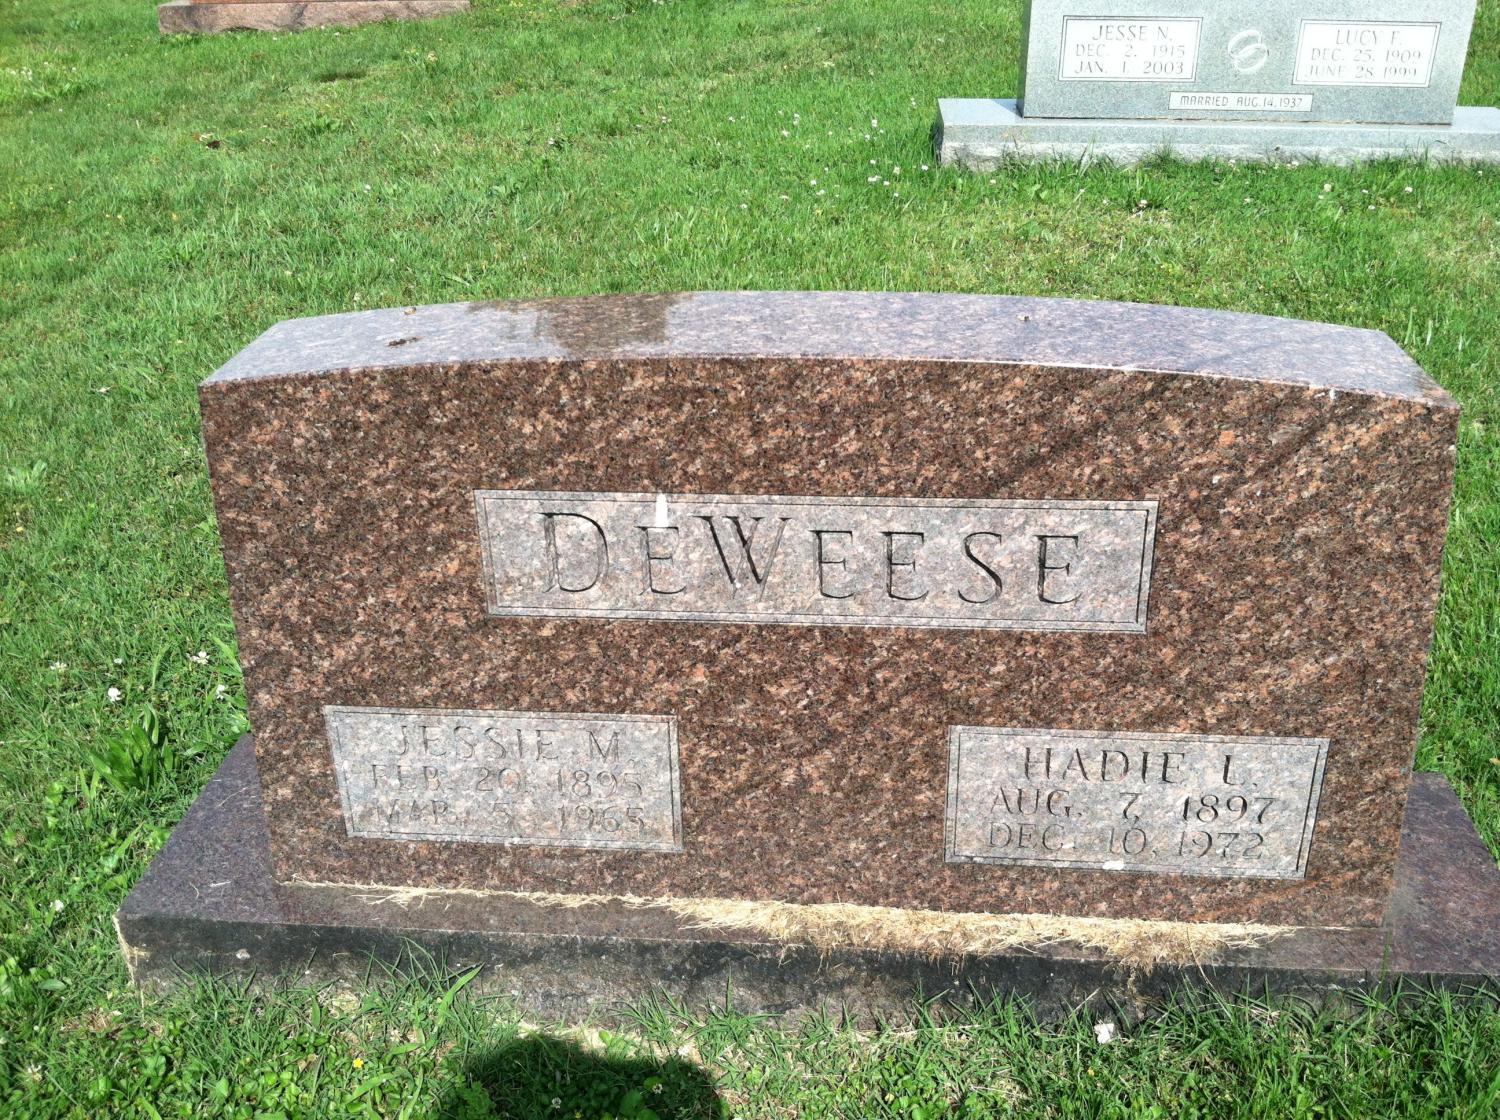 JESSE N.
DEC. 2, 1915
JAN. 1, 2003
LUCY F.
DEC. 25, 1909
JUNE 28 1999
MARRIED AUG. 14, 1937
DEWEESE
JESSIE M.
FEB. 20, 1895
MAR. 5, 1965
HADIE L.
AUG. 7, 1897
DEC. 10, 1972